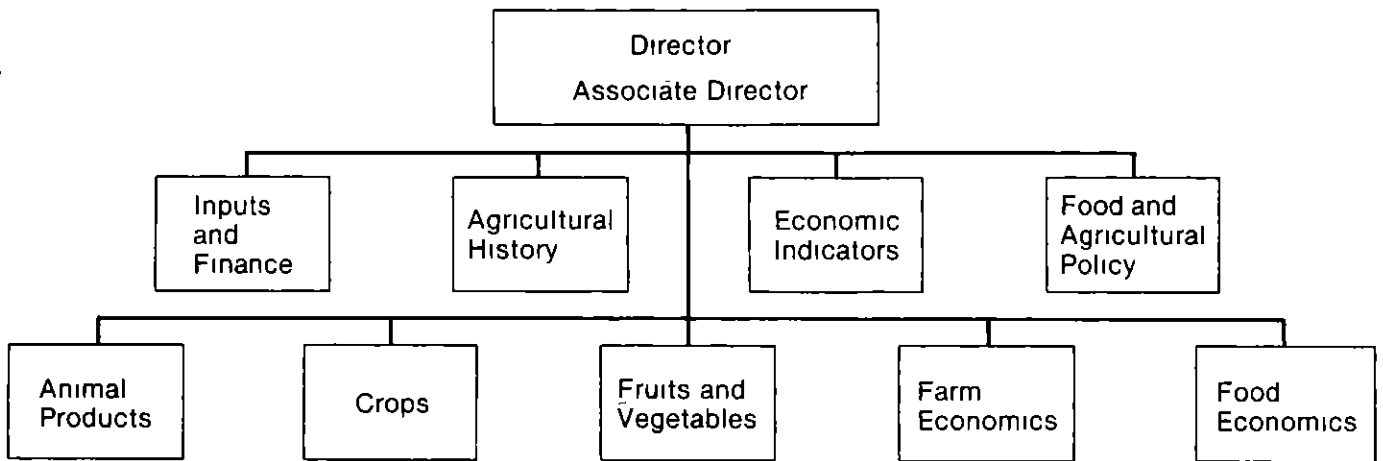 Director
Associate Director
Inputs
and
Finance
Agricultural
History
Economic
Indicators
Food and
Agricultural
Policy
Animal
Products
Crops
Fruits and
Vegetables
Farm
Economics
Food
Economics